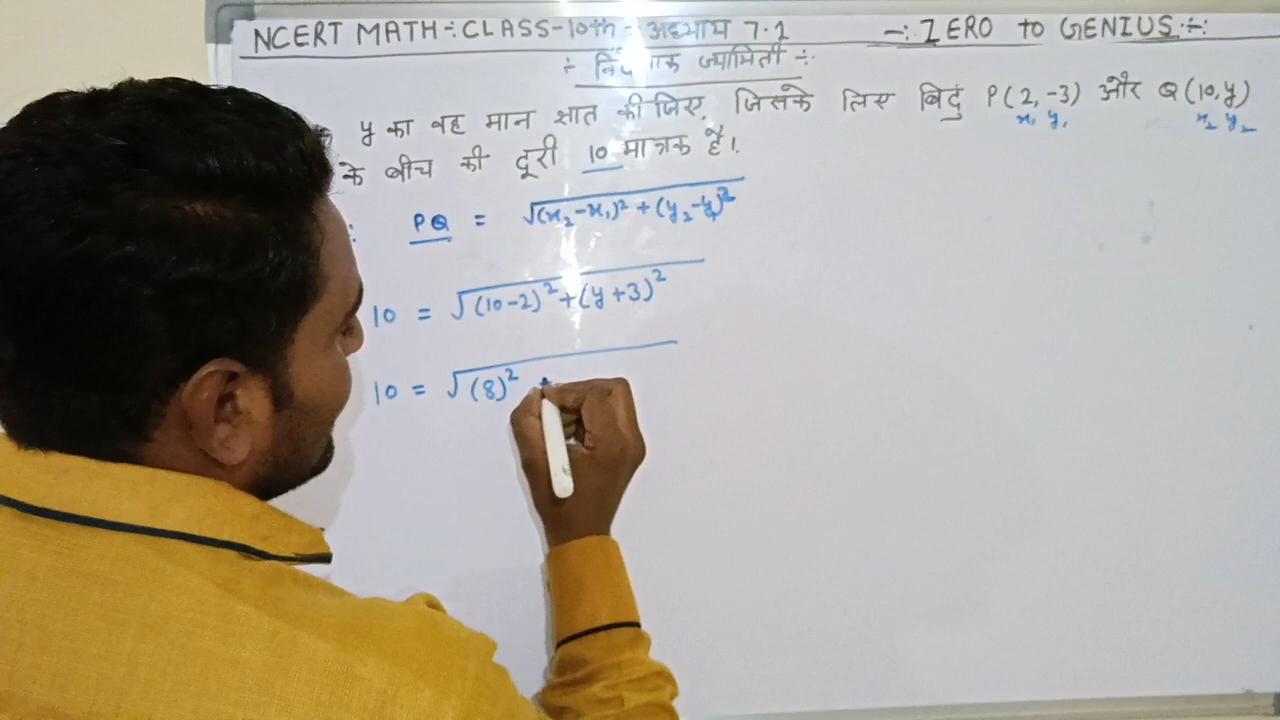 NCERT MATH ÷ CLASS-10th ÷ अध्याय 7.1 -: ZERO TO GENIUS ÷:
÷ ज्यामिती ÷
y का वह मान ज्ञात कीजिए, जिसके लिए बिंदु P(2, -3) और Q(10, y)
x₁ y₁ x₂ y₂
के बीच की दूरी 10 मात्रक है।
: PQ = √(x₂-x₁)² + (y₂-y₁)²
10 = √(10-2)² + (y+3)²
10 = √(8)² +